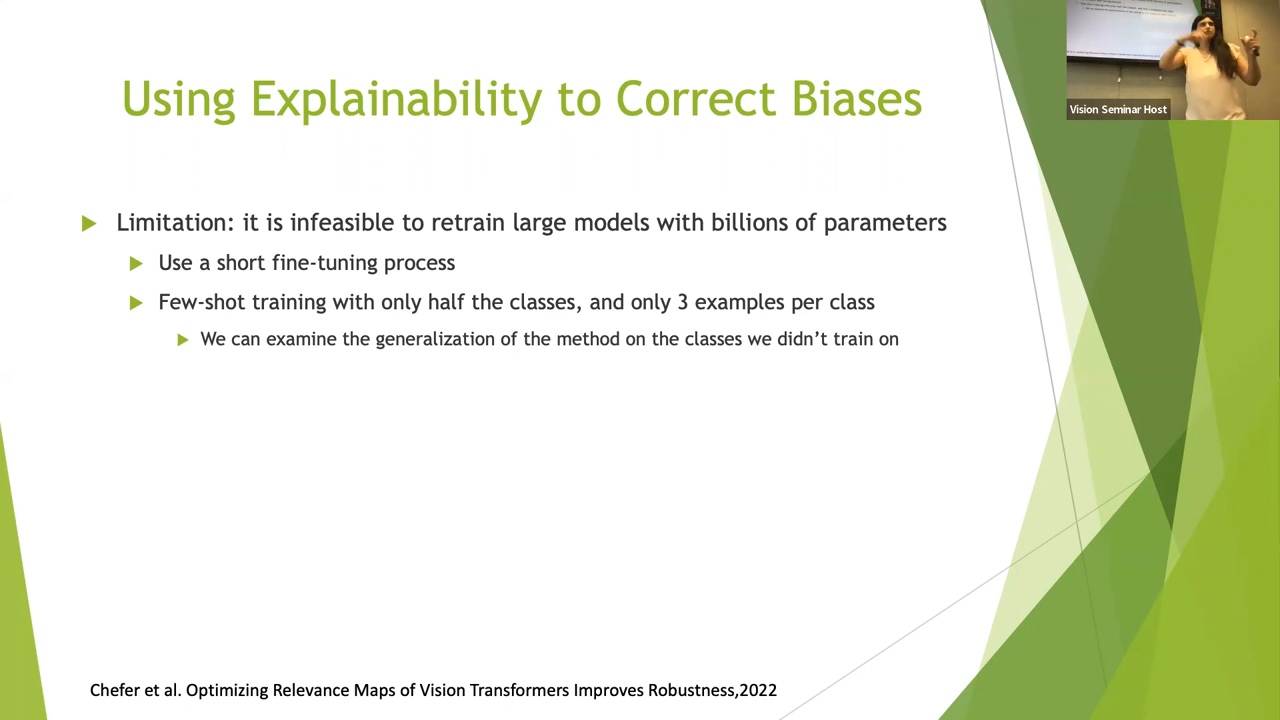 Using Explainability to Correct Biases
Vision Seminar Host
Limitation: it is infeasible to retrain large models with billions of parameters
Use a short fine-tuning process
Few-shot training with only half the classes, and only 3 examples per class
We can examine the generalization of the method on the classes we didn’t train on
Chefer et al. Optimizing Relevance Maps of Vision Transformers Improves Robustness,2022